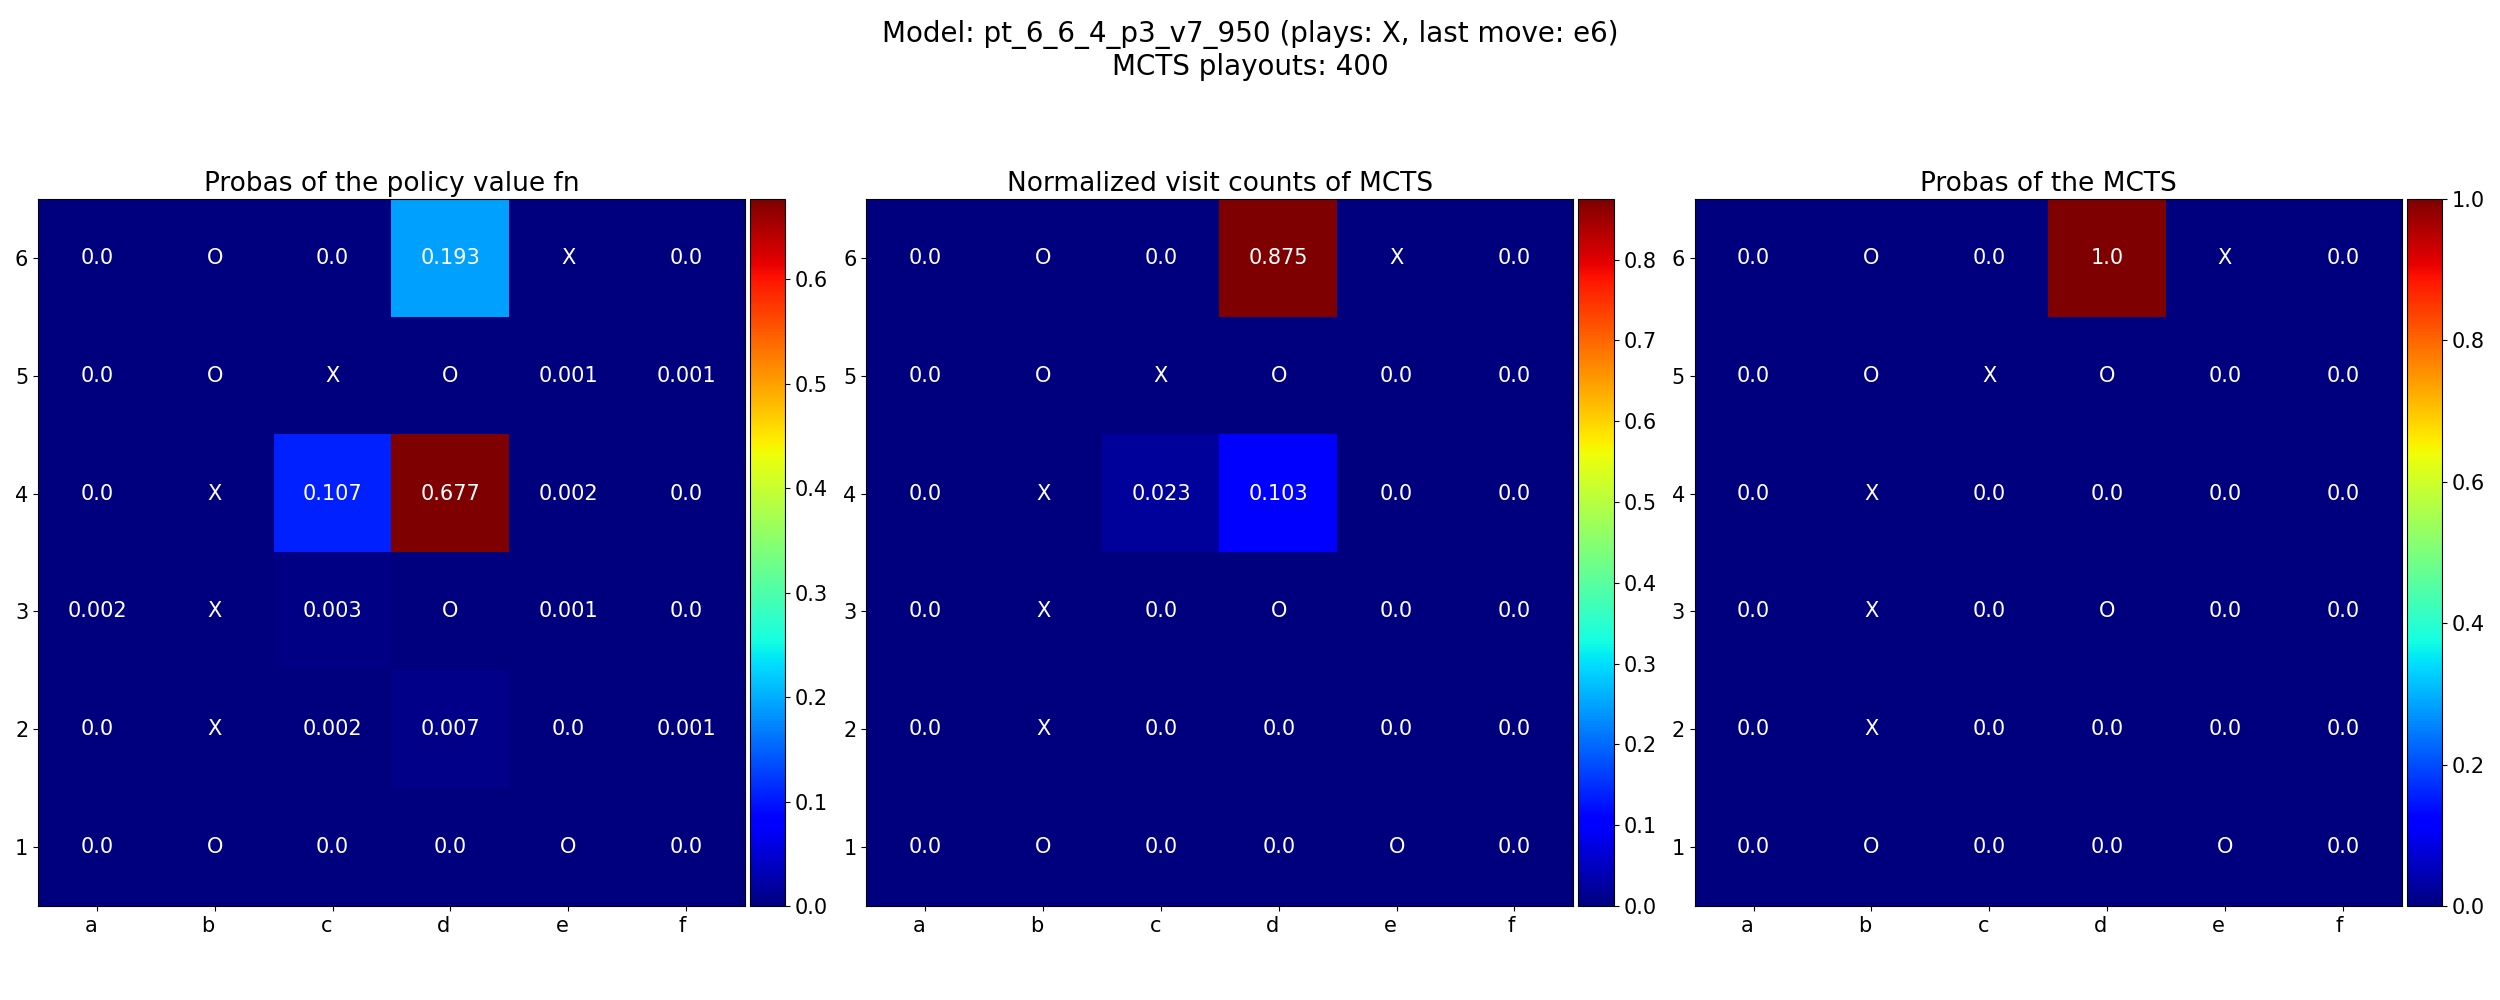 Model: pt_6_6_4_p3_v7_950 (plays: X, last move: e6)
MCTS playouts: 400
Probas of the policy value fn
6 0.0 O 0.0 0.193 X 0.0
5 0.0 O X O 0.001 0.001
4 0.0 X 0.107 0.677 0.002 0.0
3 0.002 X 0.003 O 0.001 0.0
2 0.0 X 0.002 0.007 0.0 0.001
1 0.0 O 0.0 0.0 O 0.0
a b c d e f
0.6
0.5
0.4
0.3
0.2
0.1
0.0
Normalized visit counts of MCTS
6 0.0 O 0.0 0.875 X 0.0
5 0.0 O X O 0.0 0.0
4 0.0 X 0.023 0.103 0.0 0.0
3 0.0 X 0.0 O 0.0 0.0
2 0.0 X 0.0 0.0 0.0 0.0
1 0.0 O 0.0 0.0 O 0.0
a b c d e f
0.8
0.7
0.6
0.5
0.4
0.3
0.2
0.1
0.0
Probas of the MCTS
6 0.0 O 0.0 1.0 X 0.0
5 0.0 O X O 0.0 0.0
4 0.0 X 0.0 0.0 0.0 0.0
3 0.0 X 0.0 O 0.0 0.0
2 0.0 X 0.0 0.0 0.0 0.0
1 0.0 O 0.0 0.0 O 0.0
a b c d e f
1.0
0.8
0.6
0.4
0.2
0.0